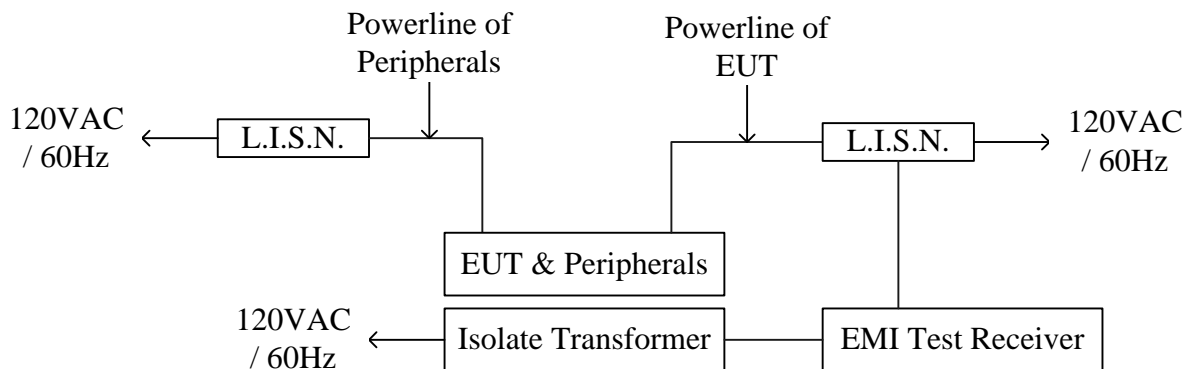 Powerline of
Peripherals
Powerline of
EUT
120VAC
/ 60Hz
L.I.S.N.
L.I.S.N.
120VAC
/ 60Hz
EUT & Peripherals
120VAC
/ 60Hz
Isolate Transformer
EMI Test Receiver